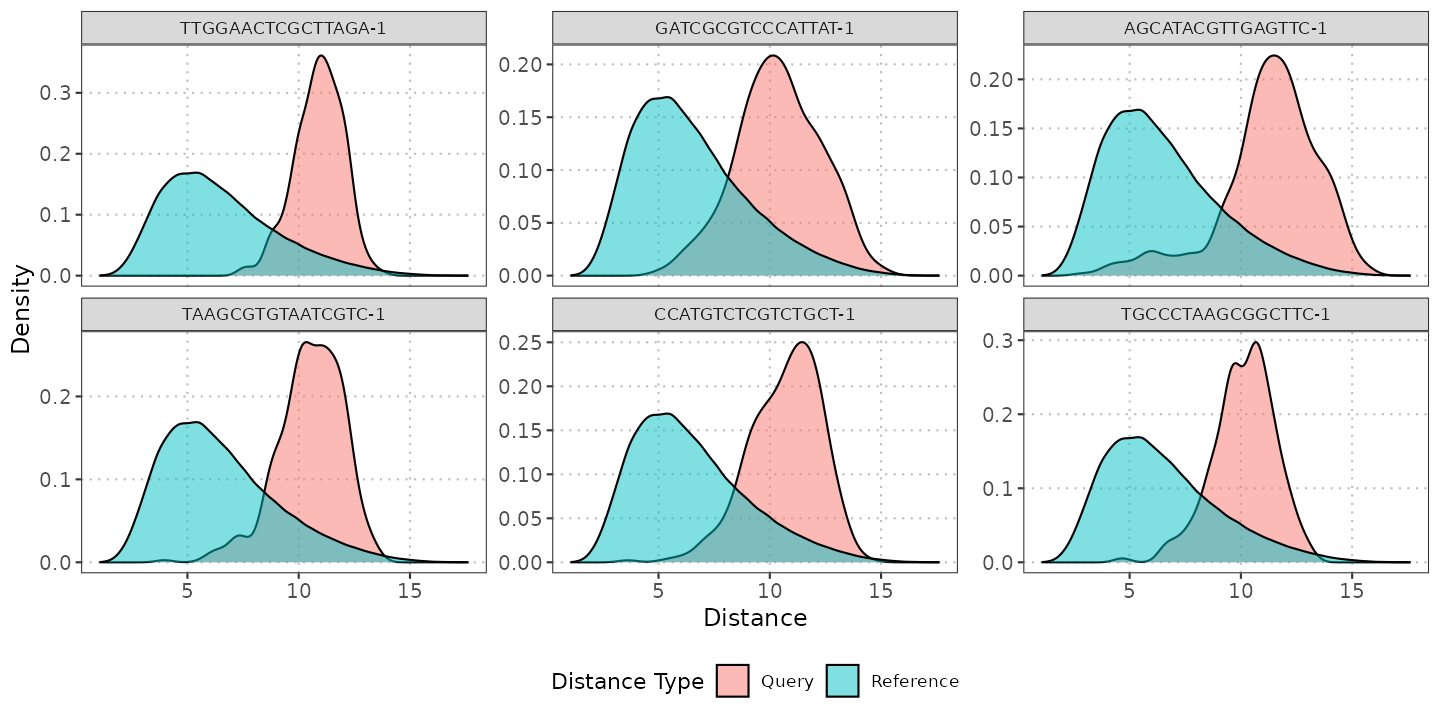 TTGGAACTCGCTTAGA-1 GATCGCGTCCCATTAT-1 AGCATACGTTGAGTTC-1
0.3 0.20 0.20
0.2 0.15 0.15
0.1 0.10 0.10
0.05 0.05
0.0 0.00 0.00
Density
TAAGCGTGTAATCGTC-1 CCATGTCTCGTCTGCT-1 TGCCCTAAGCGGCTTC-1
0.25 0.3
0.2 0.20 0.2
0.15
0.1 0.10 0.1
0.05
0.0 0.00 0.0
5 10 15 5 10 15 5 10 15
Distance
Distance Type Query Reference